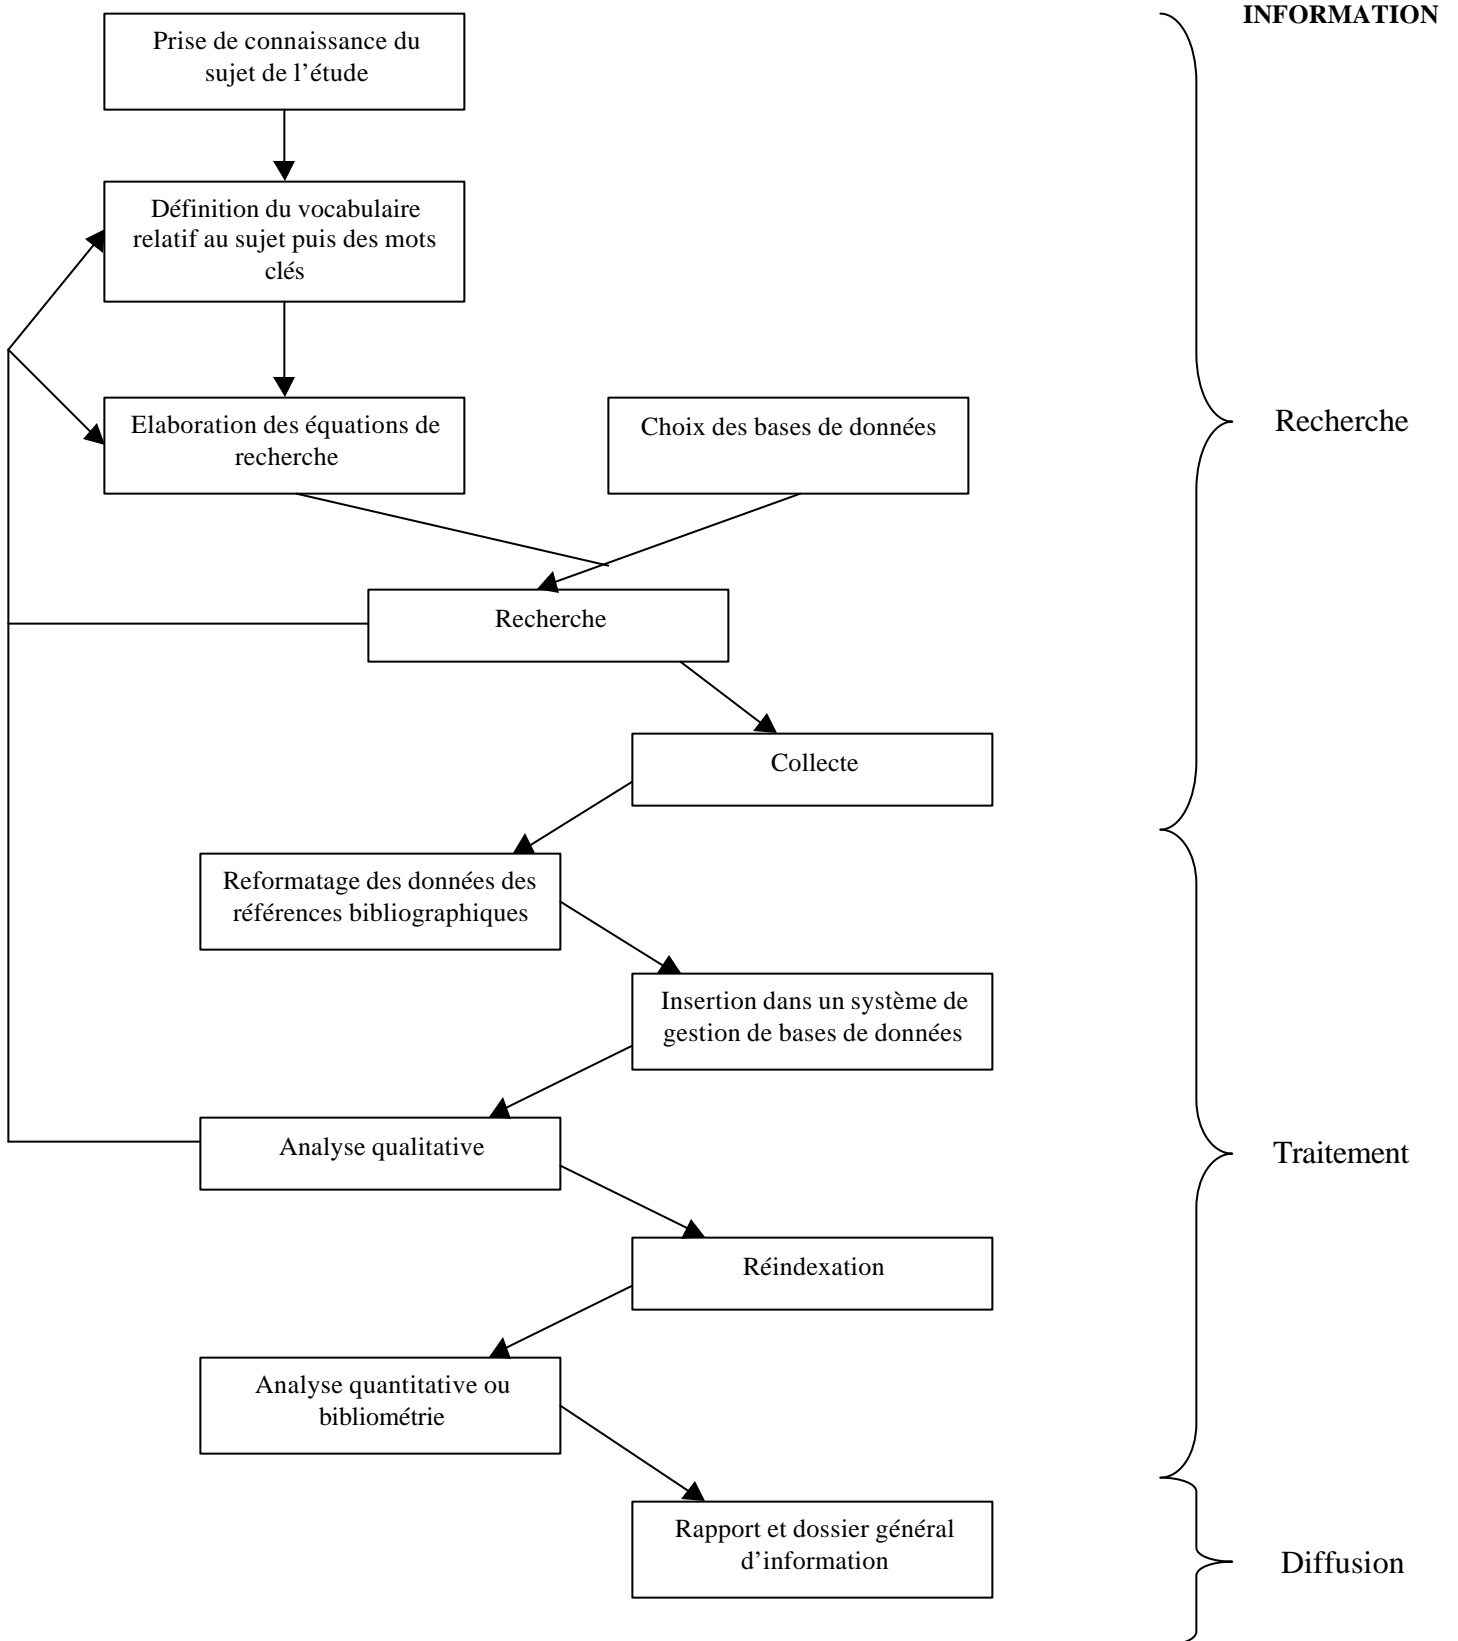 INFORMATION
Prise de connaissance du
sujet de l’étude
Définition du vocabulaire
relatif au sujet puis des mots
clés
Elaboration des équations de
recherche
Choix des bases de données
Recherche
Recherche
Collecte
Reformatage des données des
références bibliographiques
Insertion dans un système de
gestion de bases de données
Analyse qualitative
Traitement
Réindexation
Analyse quantitative ou
bibliométrie
Rapport et dossier général
d’information
Diffusion